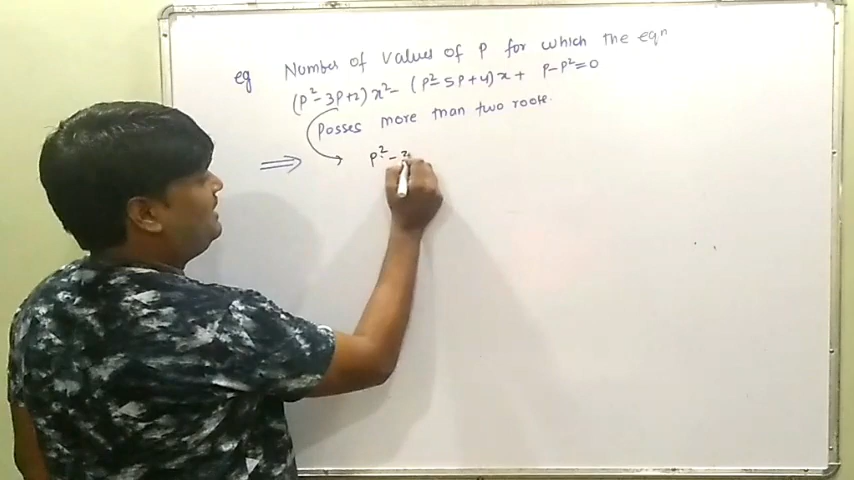 eg Number of values of P for which the eqⁿ
(P²-3P+2)x²- (P²-5P+4)x + P-P²=0
Posses more than two roots.
⇒ P²-3